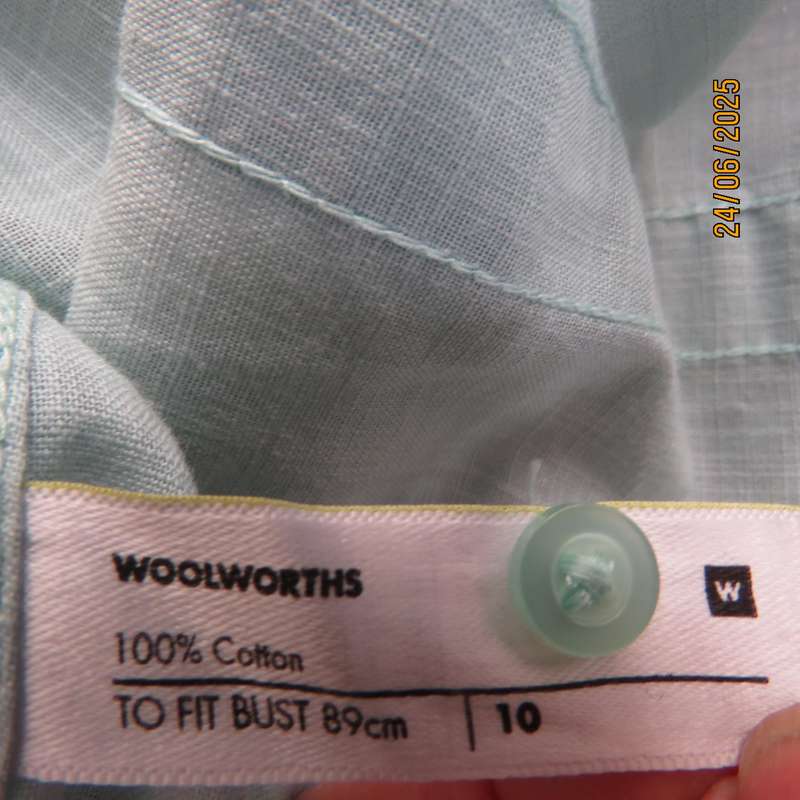 24/06/2025
WOOLWORTHS
W
100% Cotton
TO FIT BUST 89cm
10